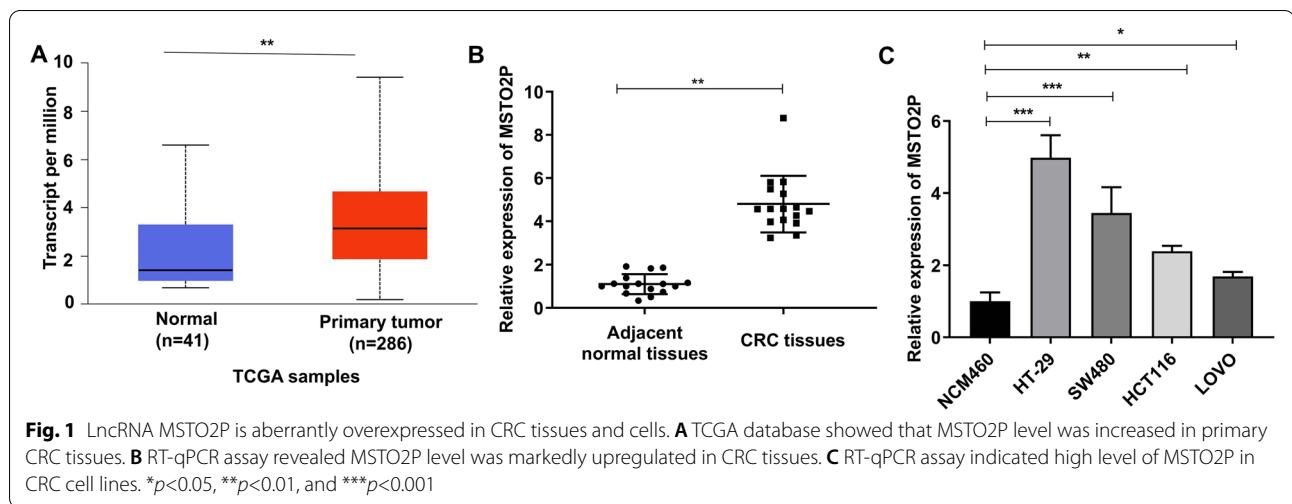 A
**
Transcript per million
10
8
6
4
2
0
Normal
(n=41)
Primary tumor
(n=286)
TCGA samples
B
**
Relative expression of MSTO2P
10
8
6
4
2
0
Adjacent
normal tissues
CRC tissues
C
*
**
***
***
Relative expression of MSTO2P
6
4
2
0
NCM460
HT-29
SW480
HCT116
LOVO
Fig. 1 LncRNA MSTO2P is aberrantly overexpressed in CRC tissues and cells. A TCGA database showed that MSTO2P level was increased in primary
CRC tissues. B RT-qPCR assay revealed MSTO2P level was markedly upregulated in CRC tissues. C RT-qPCR assay indicated high level of MSTO2P in
CRC cell lines. *p<0.05, **p<0.01, and ***p<0.001